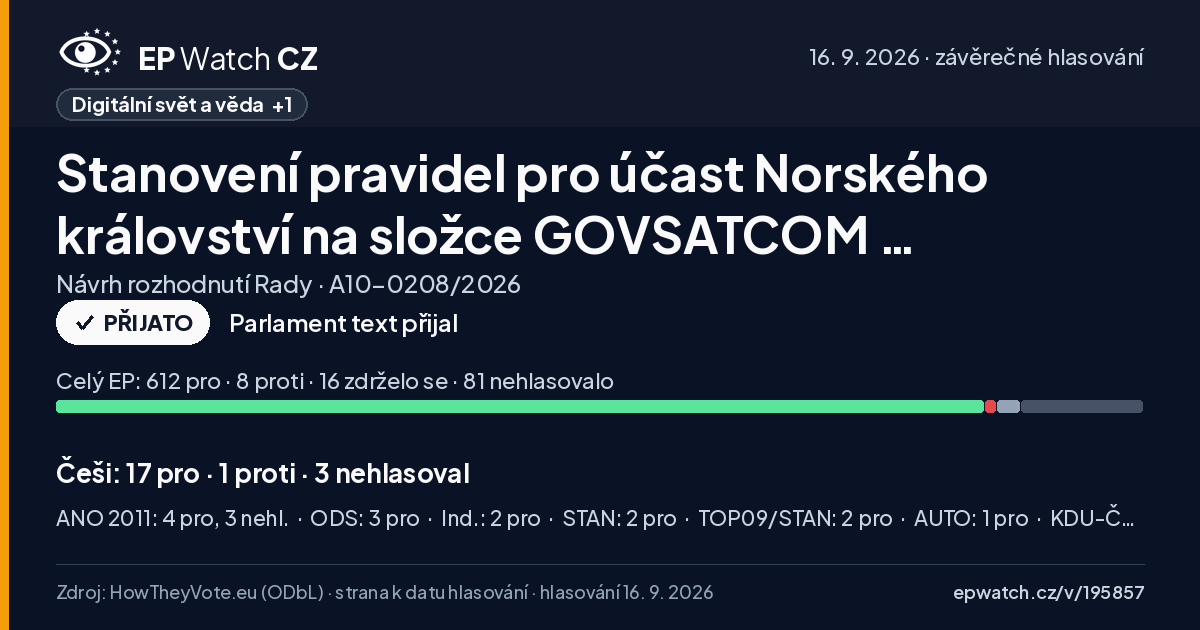 EP Watch CZ
16. 9. 2026 · závěrečné hlasování
Digitální svět a věda +1
Stanovení pravidel pro účast Norského
království na složce GOVSATCOM ...
Návrh rozhodnutí Rady · A10-0208/2026
✓ PŘIJATO Parlament text přijal
Celý EP: 612 pro · 8 proti · 16 zdrželo se · 81 nehlasovalo
Češi: 17 pro · 1 proti · 3 nehlasoval
ANO 2011: 4 pro, 3 nehl. · ODS: 3 pro · Ind.: 2 pro · STAN: 2 pro · TOP09/STAN: 2 pro · AUTO: 1 pro · KDU-Č...
Zdroj: HowTheyVote.eu (ODbL) · strana k datu hlasování · hlasování 16. 9. 2026
epwatch.cz/v/195857